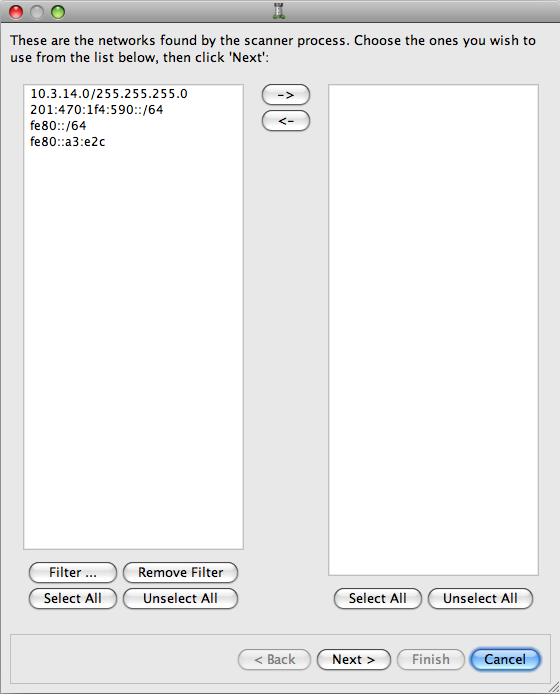 These are the networks found by the scanner process. Choose the ones you wish to
use from the list below, then click 'Next':
10.3.14.0/255.255.255.0
201:470:1f4:590::/64
fe80::/64
fe80::a3:e2c
->
<-
Filter ...
Remove Filter
Select All
Unselect All
Select All
Unselect All
< Back
Next >
Finish
Cancel